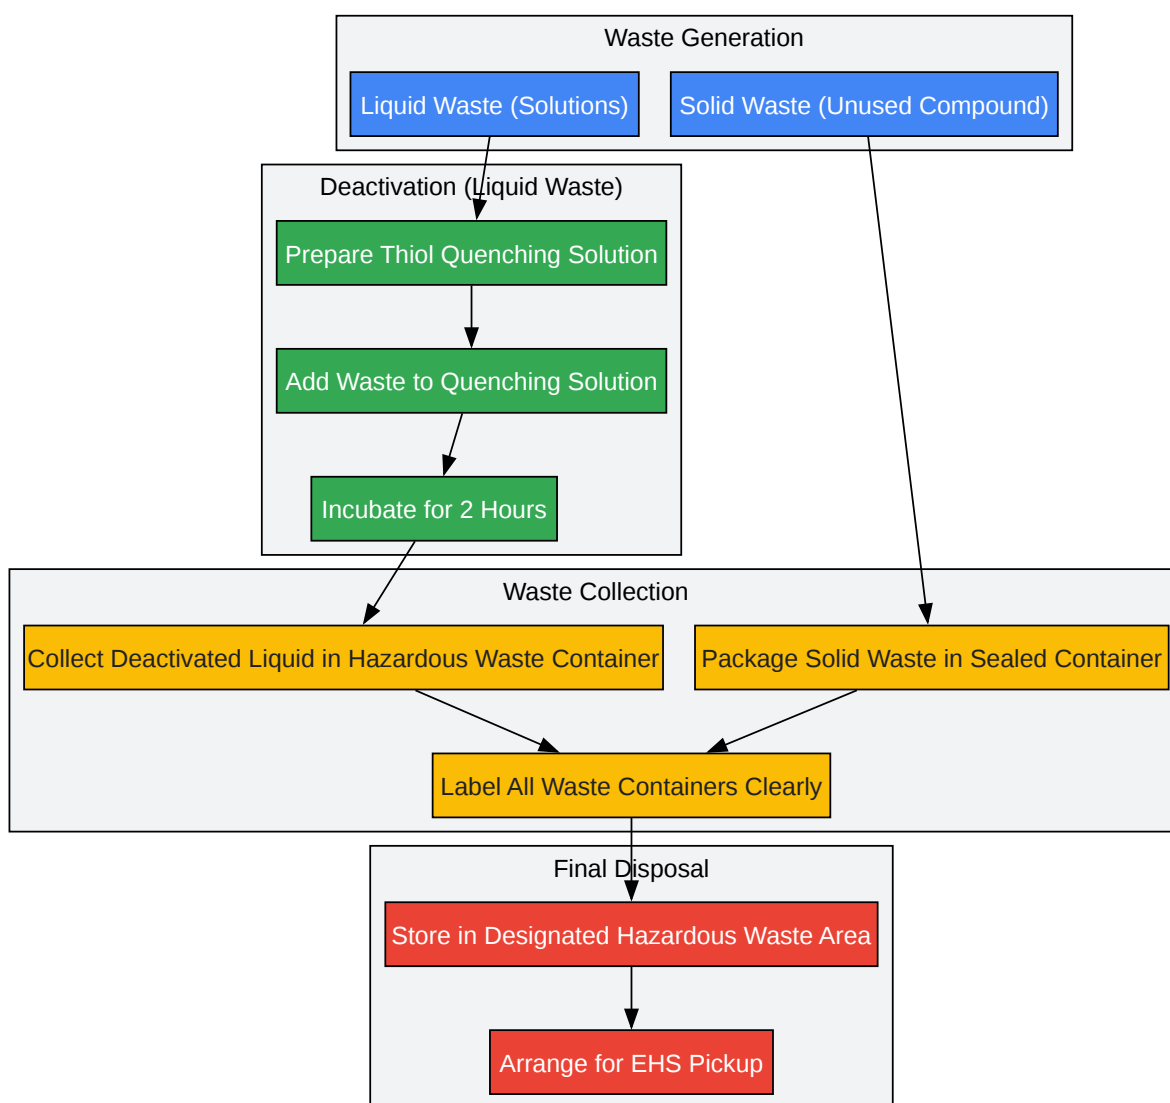 Waste Generation
Liquid Waste (Solutions)
Solid Waste (Unused Compound)
Deactivation (Liquid Waste)
Prepare Thiol Quenching Solution
Add Waste to Quenching Solution
Incubate for 2 Hours
Waste Collection
Collect Deactivated Liquid in Hazardous Waste Container
Package Solid Waste in Sealed Container
Label All Waste Containers Clearly
Final Disposal
Store in Designated Hazardous Waste Area
Arrange for EHS Pickup